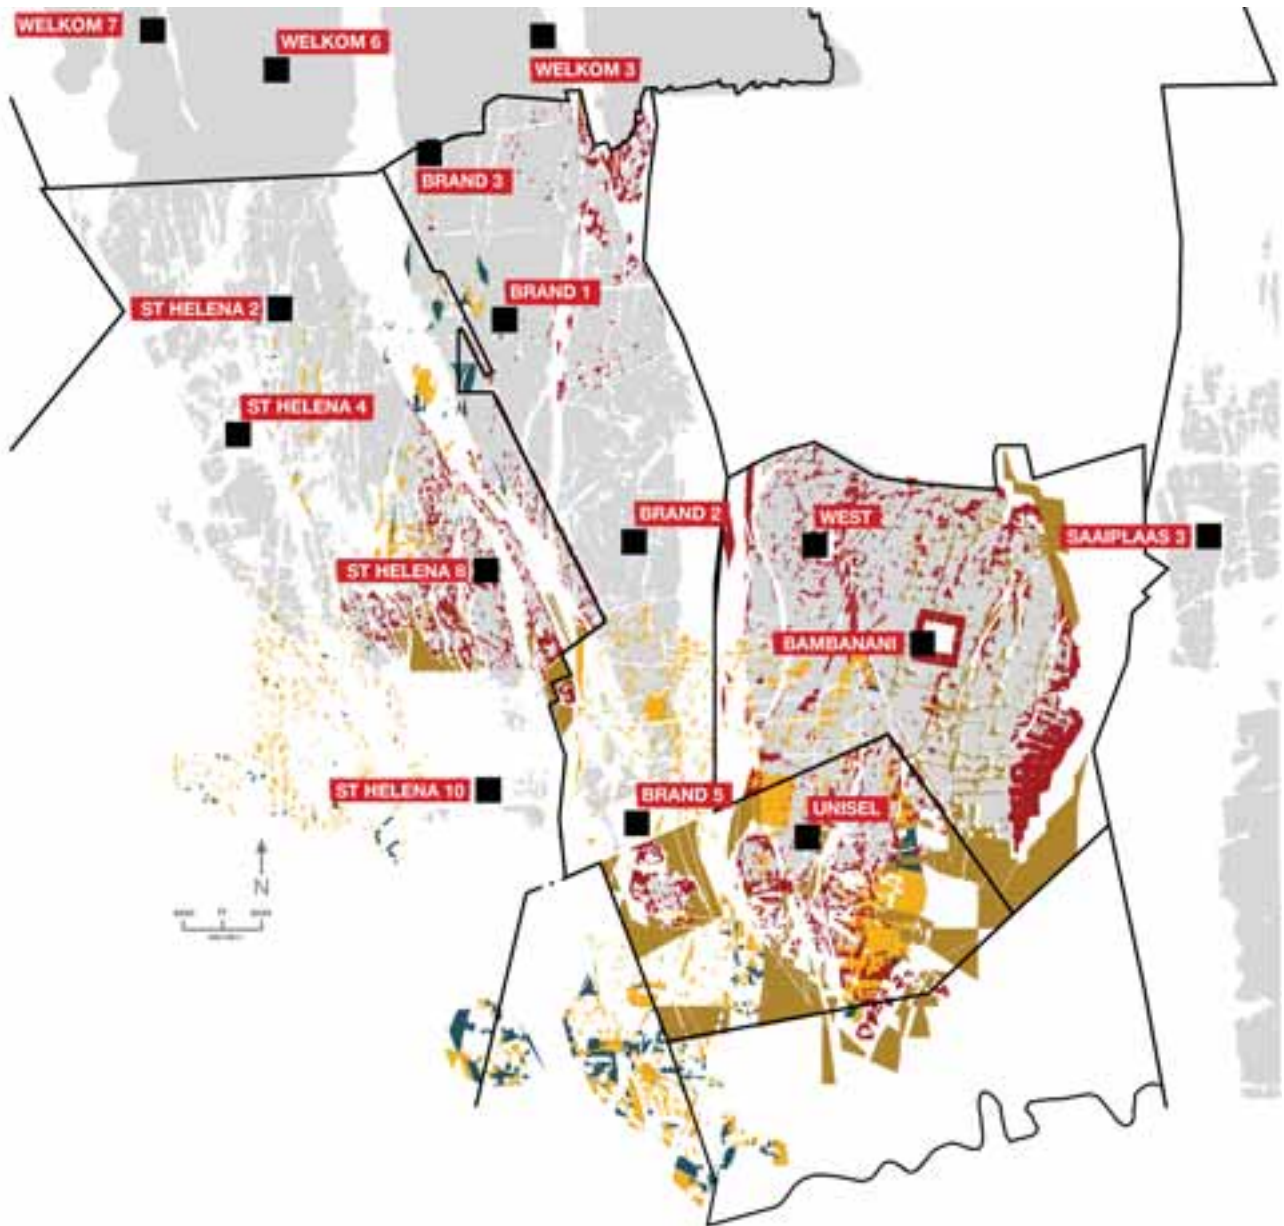 WELKOM 7
WELKOM 6
WELKOM 3
BRAND 3
ST HELENA 2
BRAND 1
ST HELENA 4
BRAND 2
WEST
SAAIPLAAS 3
ST HELENA 8
BAMBANANI
ST HELENA 10
BRAND 5
UNISEL
N